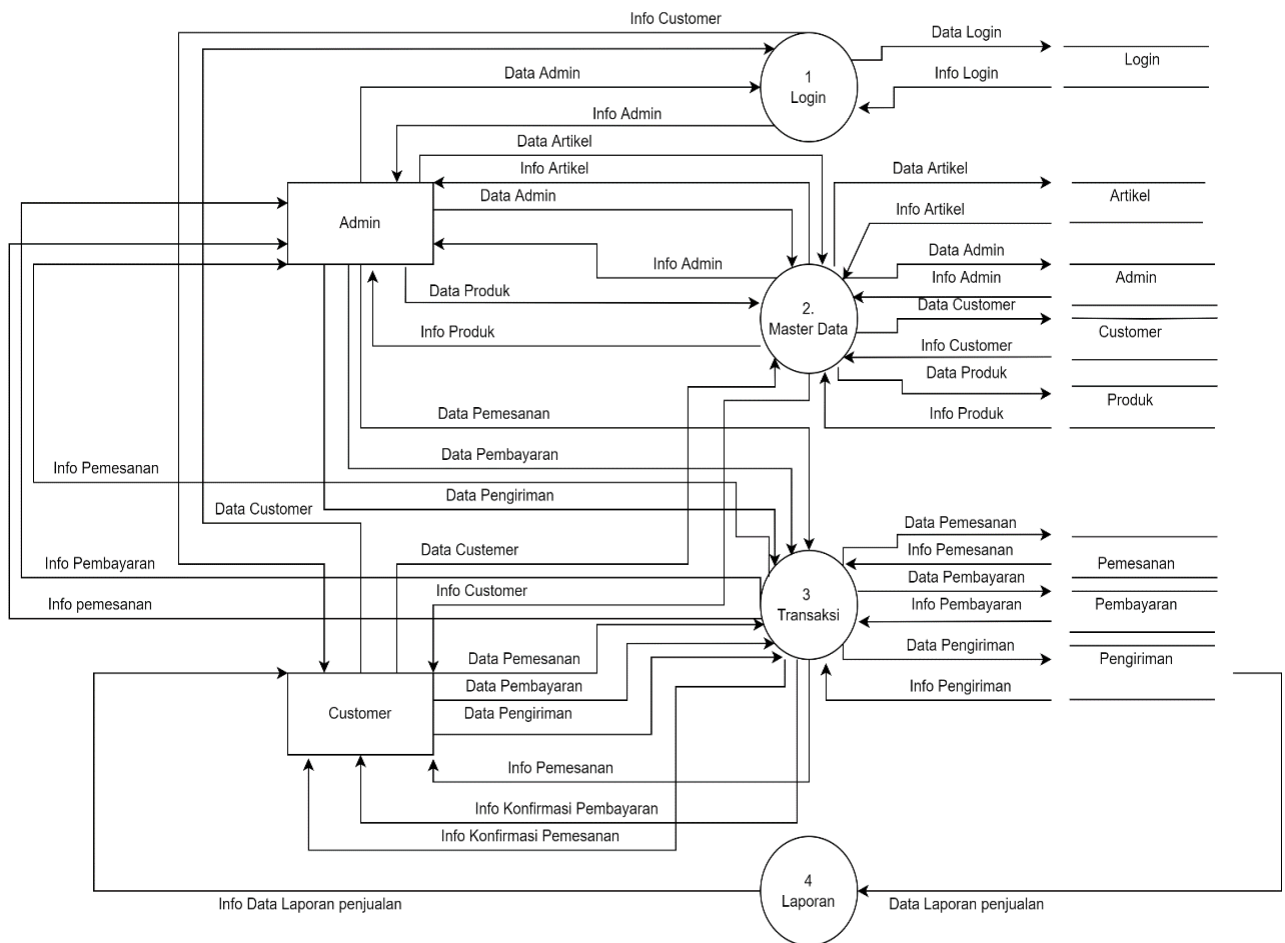 Info Customer
Data Login
Login
Info Login
1
Login
Data Admin
Info Admin
Data Artikel
Info Artikel
Data Admin
Data Artikel
Artikel
Admin
Info Artikel
Data Admin
Info Admin
Info Admin
Admin
Data Produk
2.
Master Data
Data Customer
Customer
Info Produk
Info Customer
Data Produk
Produk
Info Produk
Data Pemesanan
Data Pembayaran
Info Pemesanan
Data Pengiriman
Data Customer
Data Pemesanan
Data Custemer
Info Pemesanan
Pemesanan
Info Pembayaran
Data Pembayaran
Info Customer
3
Transaksi
Info pemesanan
Info Pembayaran
Pembayaran
Data Pengiriman
Pengiriman
Data Pemesanan
Data Pembayaran
Info Pengiriman
Customer
Data Pengiriman
Info Pemesanan
Info Konfirmasi Pembayaran
Info Konfirmasi Pemesanan
4
Laporan
Info Data Laporan penjualan
Data Laporan penjualan